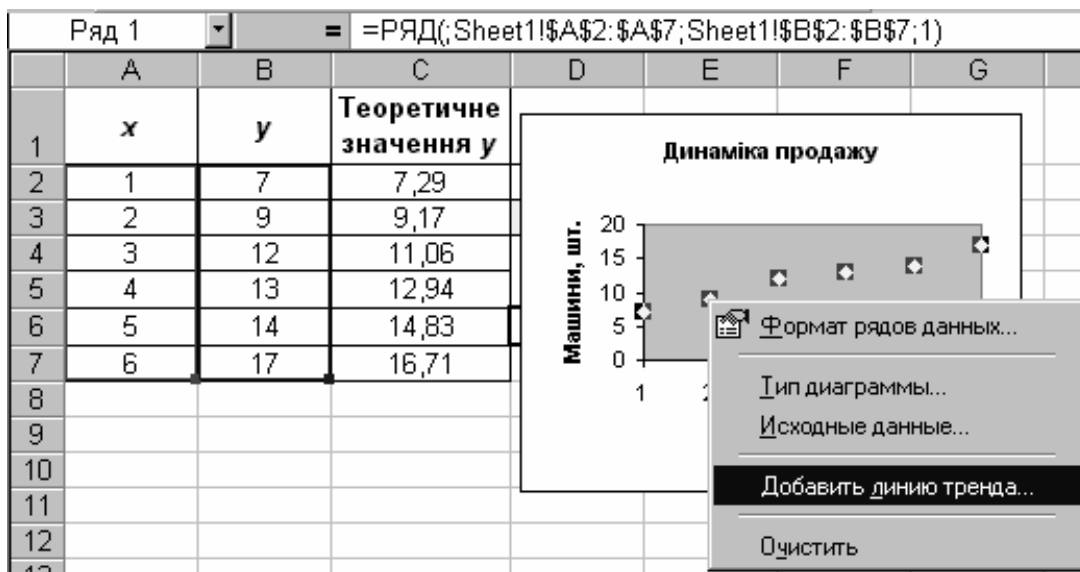 Ряд 1 = =РЯД(;Sheet1!$A$2:$A$7;Sheet1!$B$2:$B$7;1)
A B C D E F G
1 x y Теоретичне значення y
2 1 7 7,29
3 2 9 9,17
4 3 12 11,06
5 4 13 12,94
6 5 14 14,83
7 6 17 16,71
8
9
10
11
12
Динаміка продажу
Машини, шт.
20
15
10
5
0
1
Формат рядов данных...
Тип диаграммы...
Исходные данные...
Добавить линию тренда...
Очистить